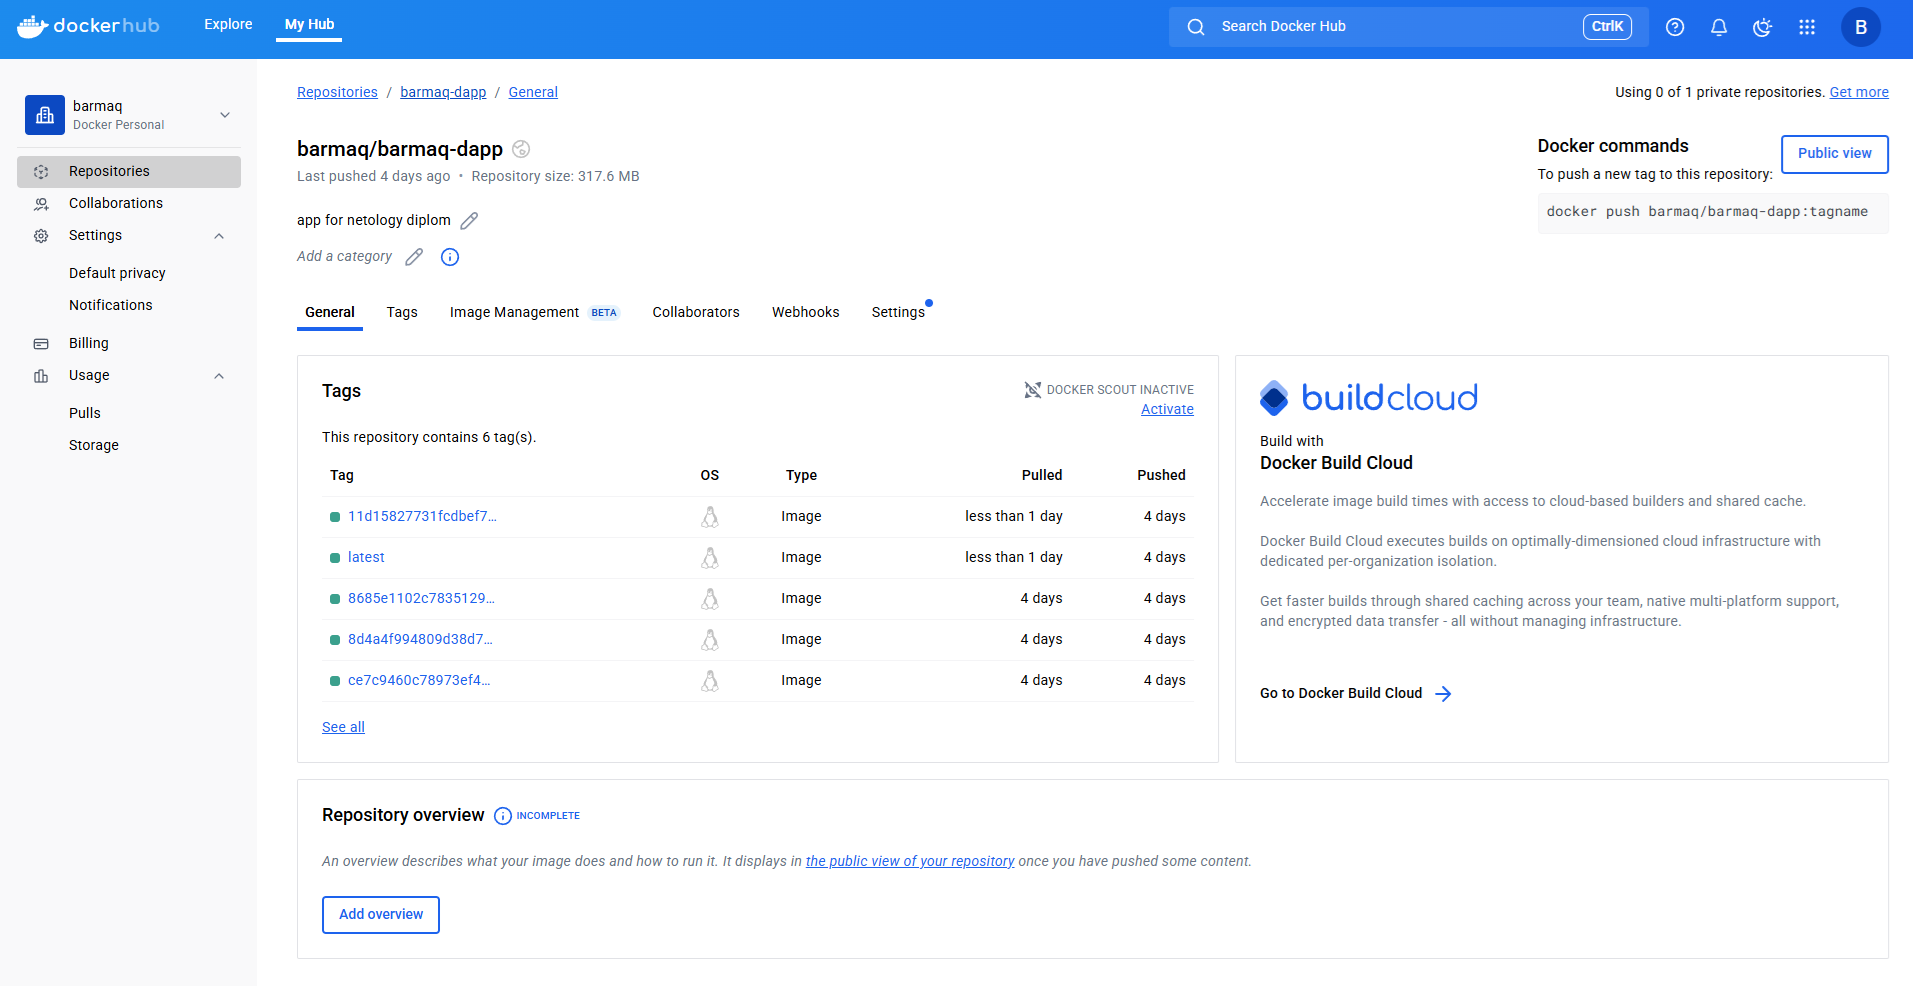 dockerhub
Explore
My Hub
Search Docker Hub
CtrlK
B
barmaq
Docker Personal
Repositories
Collaborations
Settings
Default privacy
Notifications
Billing
Usage
Pulls
Storage
Repositories / barmaq-dapp / General
Using 0 of 1 private repositories. Get more
barmaq/barmaq-dapp
Last pushed 4 days ago • Repository size: 317.6 MB
app for netology diplom
Add a category
Docker commands
Public view
To push a new tag to this repository:
docker push barmaq/barmaq-dapp:tagname
General Tags Image Management BETA Collaborators Webhooks Settings
Tags
DOCKER SCOUT INACTIVE
Activate
This repository contains 6 tag(s).
Tag OS Type Pulled Pushed
11d15827731fcdbef7... Image less than 1 day 4 days
latest Image less than 1 day 4 days
8685e1102c7835129... Image 4 days 4 days
8d4a4f994809d38d7... Image 4 days 4 days
ce7c9460c78973ef4... Image 4 days 4 days
See all
buildcloud
Build with
Docker Build Cloud
Accelerate image build times with access to cloud-based builders and shared cache.
Docker Build Cloud executes builds on optimally-dimensioned cloud infrastructure with
dedicated per-organization isolation.
Get faster builds through shared caching across your team, native multi-platform support,
and encrypted data transfer - all without managing infrastructure.
Go to Docker Build Cloud
Repository overview INCOMPLETE
An overview describes what your image does and how to run it. It displays in the public view of your repository once you have pushed some content.
Add overview